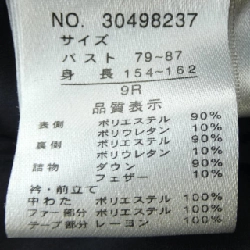 NO. 30498237
サイズ
バスト 79~87
身長 154~162
9R
品質表示
表側 ポリエステル 90%
ポリウレタン 10%
裏側 ポリエステル 90%
ポリウレタン 10%
詰物 ダウン 90%
フェザー 10%
衿・前立て
中わた ポリエステル 100%
ファー部分 ポリエステル 100%
テープ部分 レーヨン 100%